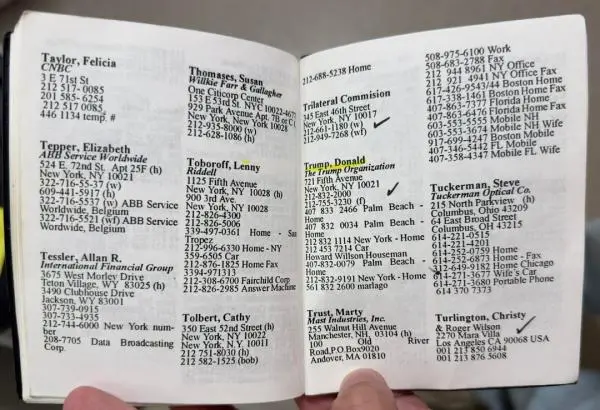 Taylor, Felicia
CNBC
3 E 71st St
212 517- 0085
201 585- 6254
212 517 0085
446 1134 temp. #
Tepper, Elizabeth
ABB Service Worldwide
524 E. 72nd St. Apt 25F (h)
New York, NY 10021
322-716-55-37 (w)
609-441-5917 (h)
322-716-5537 (w) ABB Service
Worldwide, Belgium
322-716-5521 (wf) ABB Service
Wordwide, Belgium
Tessler, Allan R.
International Financial Group
3675 West Morley Drive
Teton Village, WY 83025 (h)
3490 Clubhouse Drive
Jackson, WY 83001
307-739-0915
307-733-4935
212-744-6000 New York num-
ber
208-7705 Data Broadcasting
Corp.
Thomases, Susan
Wilkie Farr & Gallagher
One Citicorp Center
153 E 53rd St. NYC 10022-467
929 Park Avenue Apt. 7B or C (
New York, New York 10028
212-935-8000 (w)
212-628-1086 (h)
Toboroff, Lenny
Riddell
1125 Fifth Avenue
New York, NY 10028 (h)
900 3rd Ave.
New York, NY 10028
212-826-4300
212-826-5006
339-497-0361 Home - Sa
Tropez
212-996-6330 Home - NY
359-6505 Car
212-876-1825 Home Fax
3394-971313
212-308-6700 Fairchild Corp
212-826-2985 Answer Machine
Tolbert, Cathy
350 East 52nd Street (h)
New York, NY 10022
New York, N.Y. 10011
212 751-8030 (h)
212 582-1525 (bob)
212-688-5238 Home
Trilateral Commision
345 East 46th Street
New York, NY 10017
212-661-1180 (w)
212-949-7268 (wf)
Trump, Donald
The Trump Organization
721 Fifth Avenue
New York, NY 10021
212-832-2000
212-755-3230 (f)
407 833 2466 Palm Beach -
Home
407 832 0034 Palm Beach -
Home
212 832 1114 New York - Home
212 453 7214 Car
Howard Willson Houseman
407-832-0079 Palm Beach -
Home
212-832-9191 New York - Home
561 832 2600 marlago
Trust, Marty
Mast Industries, Inc.
255 Walnut Hill Avenue
Manchester, NH, 03104 (h)
100 Old River
Road,P.O.Box9020
Andover, MA 01810
508-975-6100 Work
508-683-2788 Fax
212 944 8961 NY Office
212 921 4941 NY Office Fax
617-426-9543/44 Boston Home
617-338-1461 Boston Home Fax
407-863-7377 Florida Home
407-863-6476 Florida Home Fax
603-553-5555 Mobile NH
603-553-3674 Mobile NH Wife
917-699-4247 Boston Mobile
407-346-5442 FL Mobile
407-358-4347 Mobile FL Wife
Tuckerman, Steve
Tuckerman Optical Co.
215 North Parkview (h)
Columbus, Ohio 43209
64 East Broad Street
Columbus, OH 43215
614-221-0515
614-221-4201
614-252-0759 Home
614-252-6873 Home - Fax
312-649-9182 Home Chicago
614-271-5377 Wife's Car
614-271-3680 Portable Phone
614 370 7373
Turlington, Christy
& Roger Wilson
2270 Mara Villa
Los Angeles CA 90068 USA
001 213 850 6944
001 213 876 5608